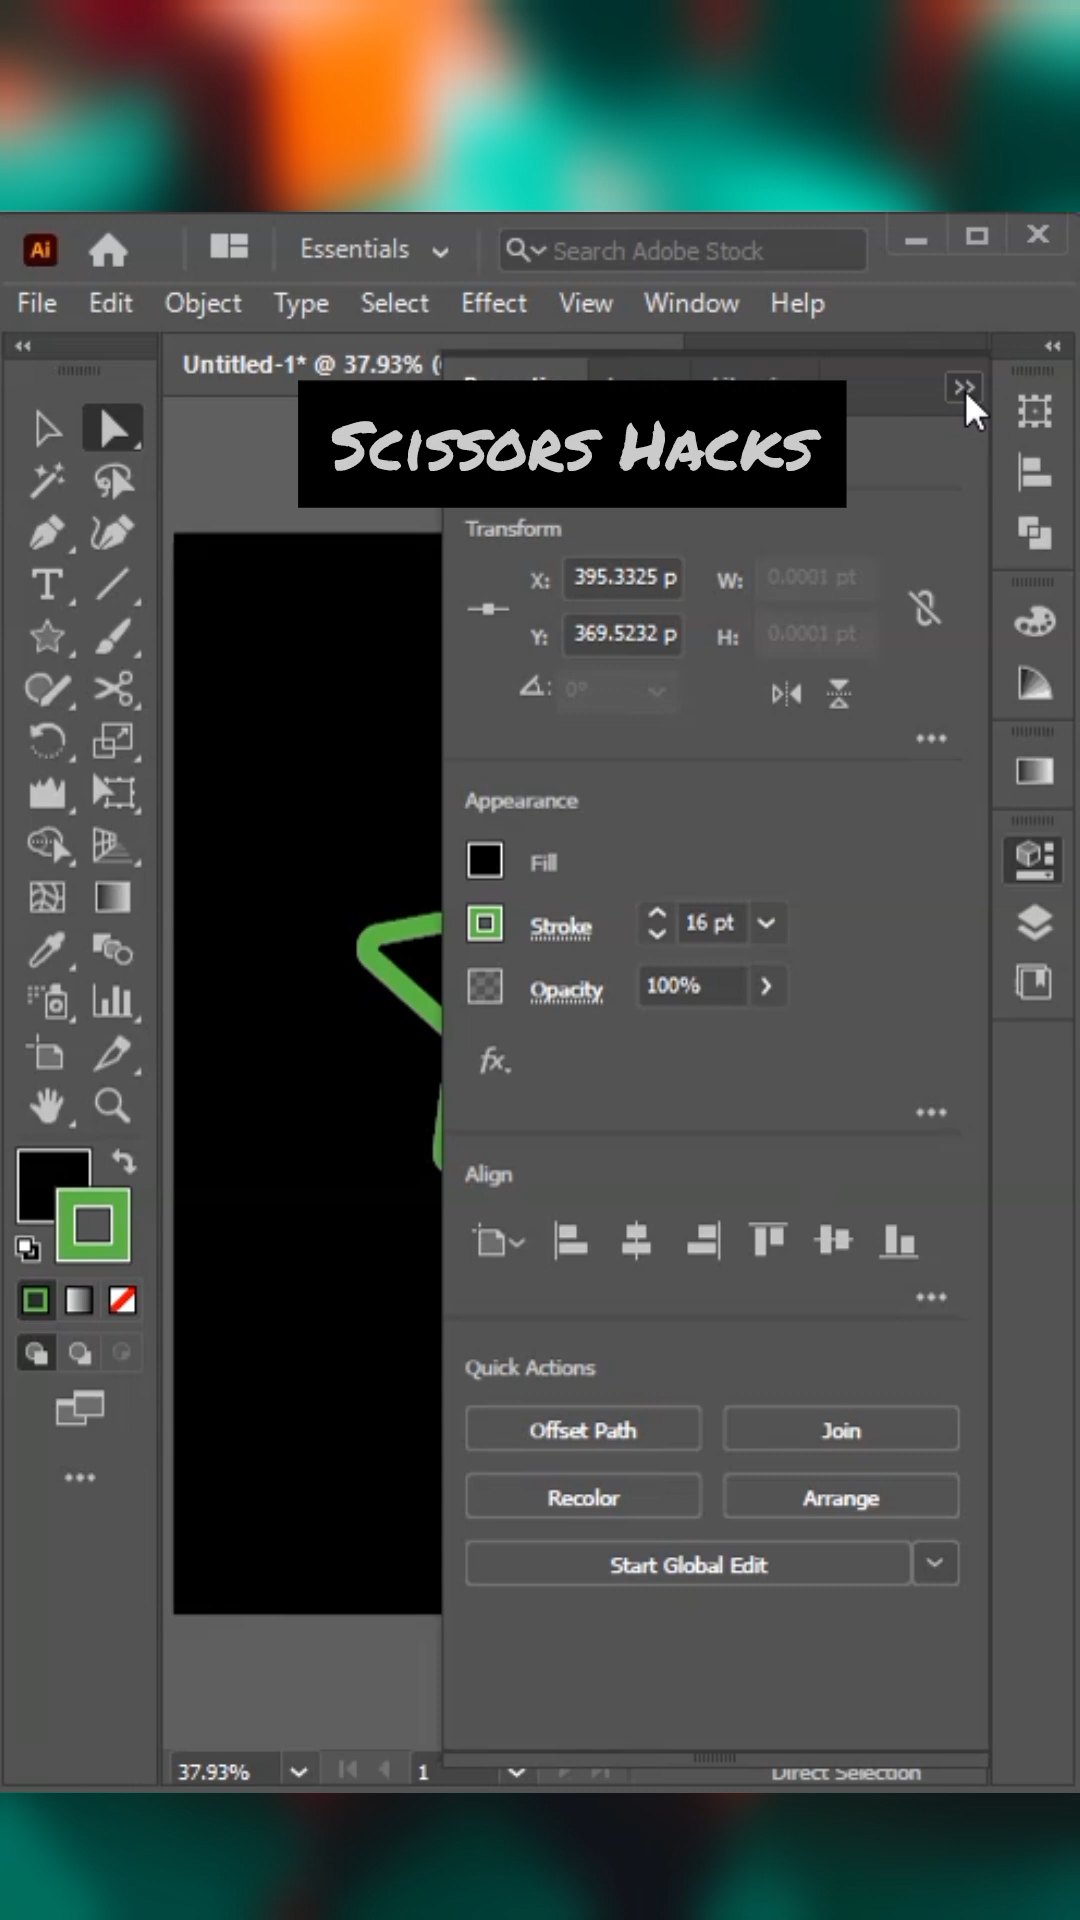 Ai
Essentials
Search Adobe Stock
File Edit Object Type Select Effect View Window Help
Untitled-1* @ 37.93% (
Scissors Hacks
Transform
X: 395.3325 p W: 0.0001 pt
Y: 369.5232 p H: 0.0001 pt
0°
Appearance
Fill
Stroke 16 pt
Opacity 100%
fx.
Align
Quick Actions
Offset Path Join
Recolor Arrange
Start Global Edit
37.93% 1 Direct Selection